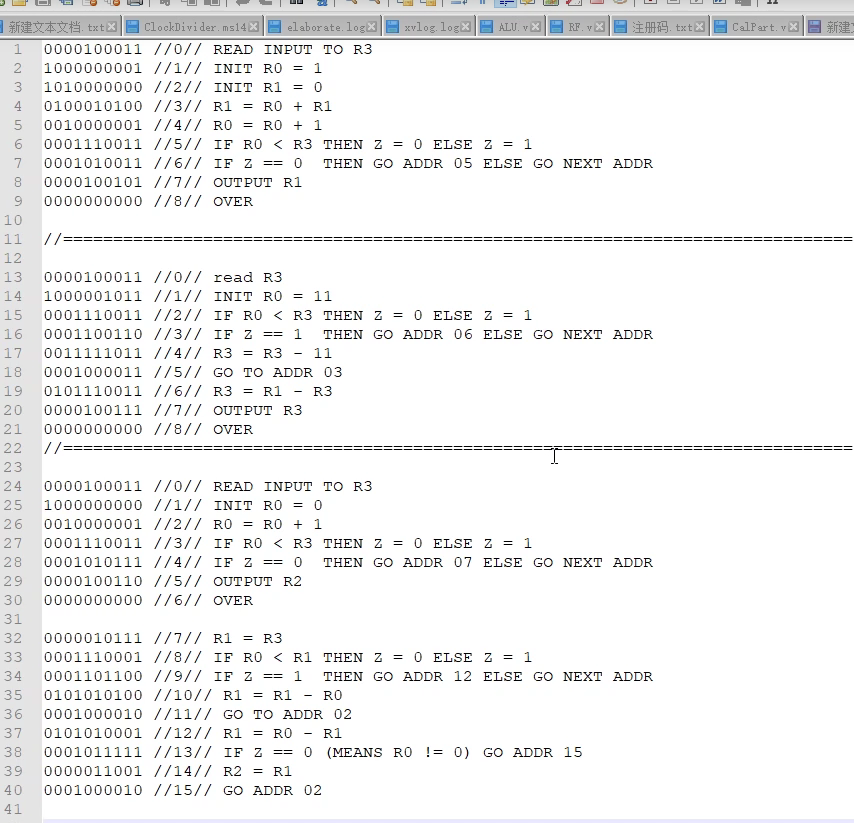 新建文本文档 txt ClockDivider.ms14 elaborate.log xvlog.log ALU.v RF.v 注册码 txt CalPart.v 新建
1 0000100011 //0// READ INPUT TO R3
2 1000000001 //1// INIT R0 = 1
3 1010000000 //2// INIT R1 = 0
4 0100010100 //3// R1 = R0 + R1
5 0010000001 //4// R0 = R0 + 1
6 0001110011 //5// IF R0 < R3 THEN Z = 0 ELSE Z = 1
7 0001010011 //6// IF Z == 0  THEN GO ADDR 05 ELSE GO NEXT ADDR
8 0000100101 //7// OUTPUT R1
9 0000000000 //8// OVER
10
11 //===============================================================================
12
13 0000100011 //0// read R3
14 1000001011 //1// INIT R0 = 11
15 0001110011 //2// IF R0 < R3 THEN Z = 0 ELSE Z = 1
16 0001100110 //3// IF Z == 1  THEN GO ADDR 06 ELSE GO NEXT ADDR
17 0011111011 //4// R3 = R3 - 11
18 0001000011 //5// GO TO ADDR 03
19 0101110011 //6// R3 = R1 - R3
20 0000100111 //7// OUTPUT R3
21 0000000000 //8// OVER
22 //===============================================================================
23
24 0000100011 //0// READ INPUT TO R3
25 1000000000 //1// INIT R0 = 0
26 0010000001 //2// R0 = R0 + 1
27 0001110011 //3// IF R0 < R3 THEN Z = 0 ELSE Z = 1
28 0001010111 //4// IF Z == 0  THEN GO ADDR 07 ELSE GO NEXT ADDR
29 0000100110 //5// OUTPUT R2
30 0000000000 //6// OVER
31
32 0000010111 //7// R1 = R3
33 0001110001 //8// IF R0 < R1 THEN Z = 0 ELSE Z = 1
34 0001101100 //9// IF Z == 1  THEN GO ADDR 12 ELSE GO NEXT ADDR
35 0101010100 //10// R1 = R1 - R0
36 0001000010 //11// GO TO ADDR 02
37 0101010001 //12// R1 = R0 - R1
38 0001011111 //13// IF Z == 0 (MEANS R0 != 0) GO ADDR 15
39 0000011001 //14// R2 = R1
40 0001000010 //15// GO ADDR 02
41